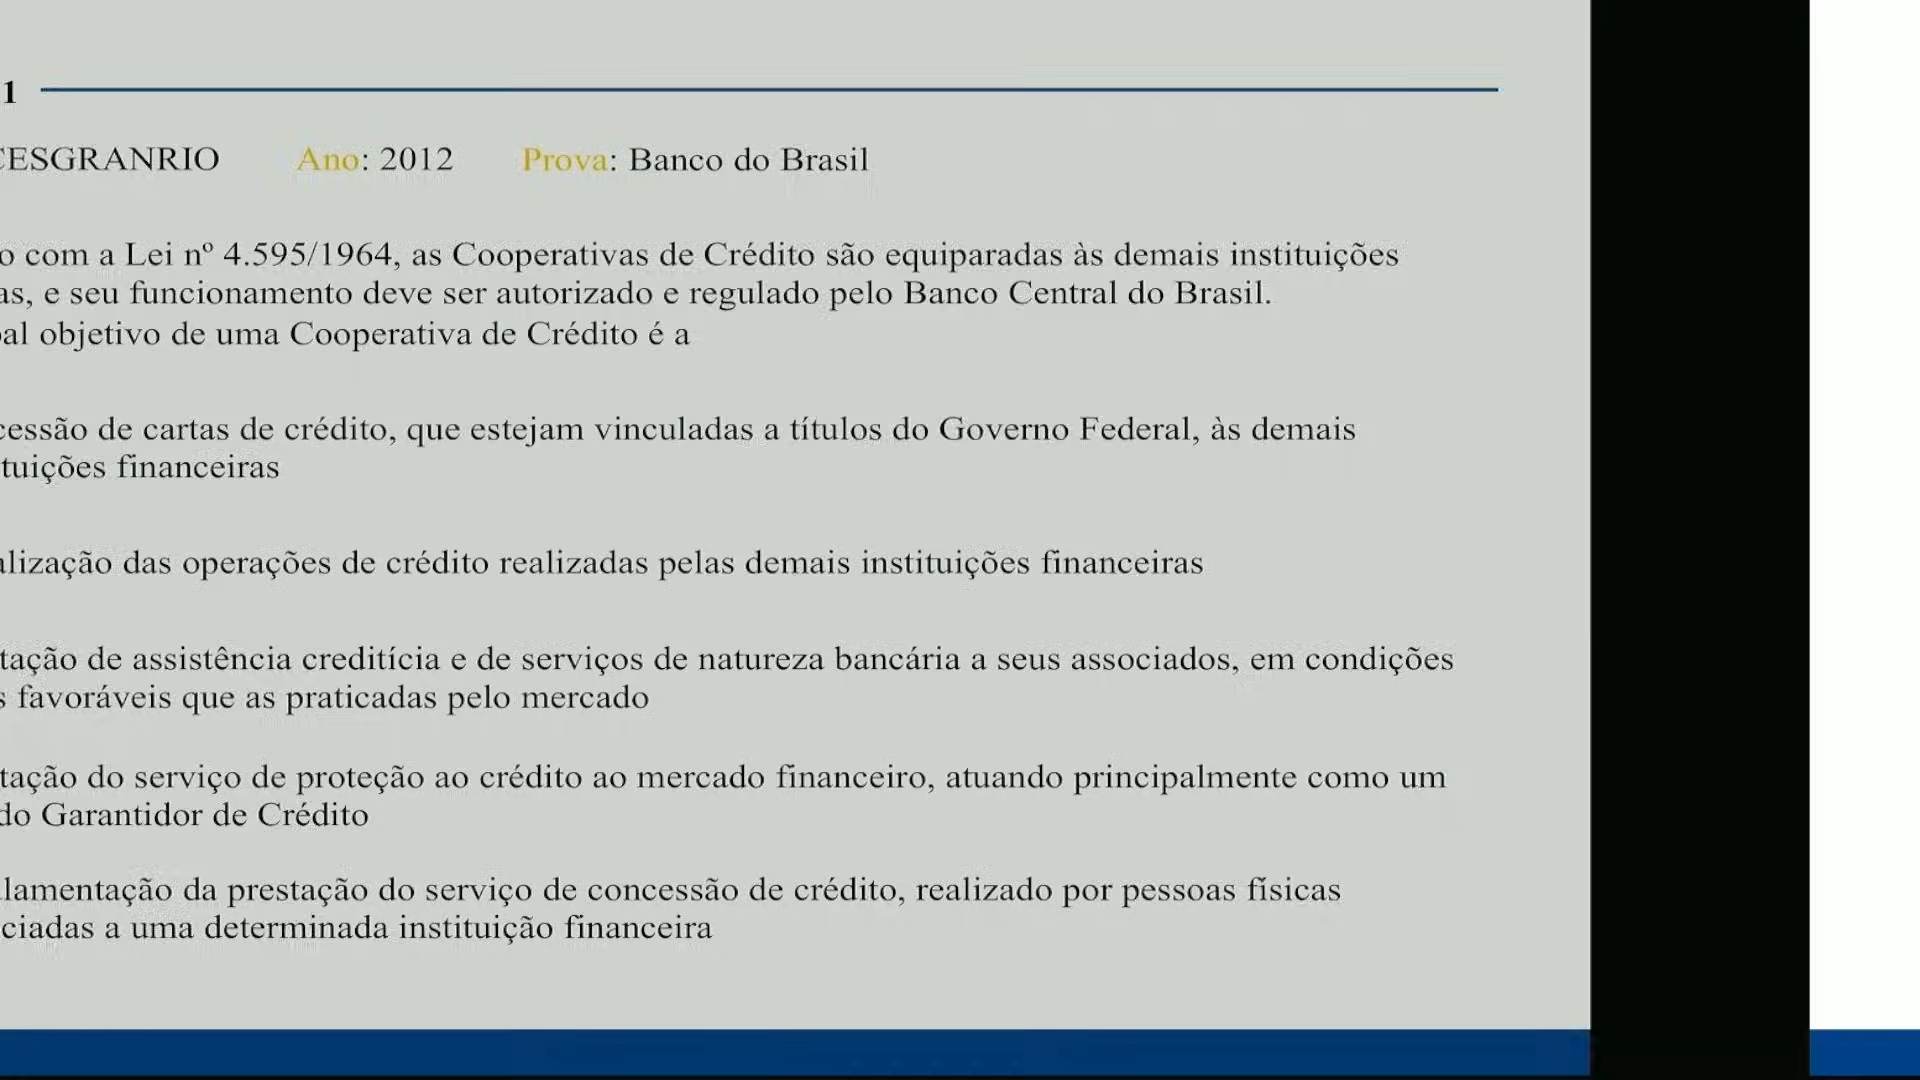 1
CESGRANRIO Ano: 2012 Prova: Banco do Brasil
com a Lei nº 4.595/1964, as Cooperativas de Crédito são equiparadas às demais instituições
e seu funcionamento deve ser autorizado e regulado pelo Banco Central do Brasil.
objetivo de uma Cooperativa de Crédito é a
cessão de cartas de crédito, que estejam vinculadas a títulos do Governo Federal, às demais
tuições financeiras
alização das operações de crédito realizadas pelas demais instituições financeiras
tação de assistência creditícia e de serviços de natureza bancária a seus associados, em condições
s favoráveis que as praticadas pelo mercado
tação do serviço de proteção ao crédito ao mercado financeiro, atuando principalmente como um
do Garantidor de Crédito
lamentação da prestação do serviço de concessão de crédito, realizado por pessoas físicas
ciadas a uma determinada instituição financeira